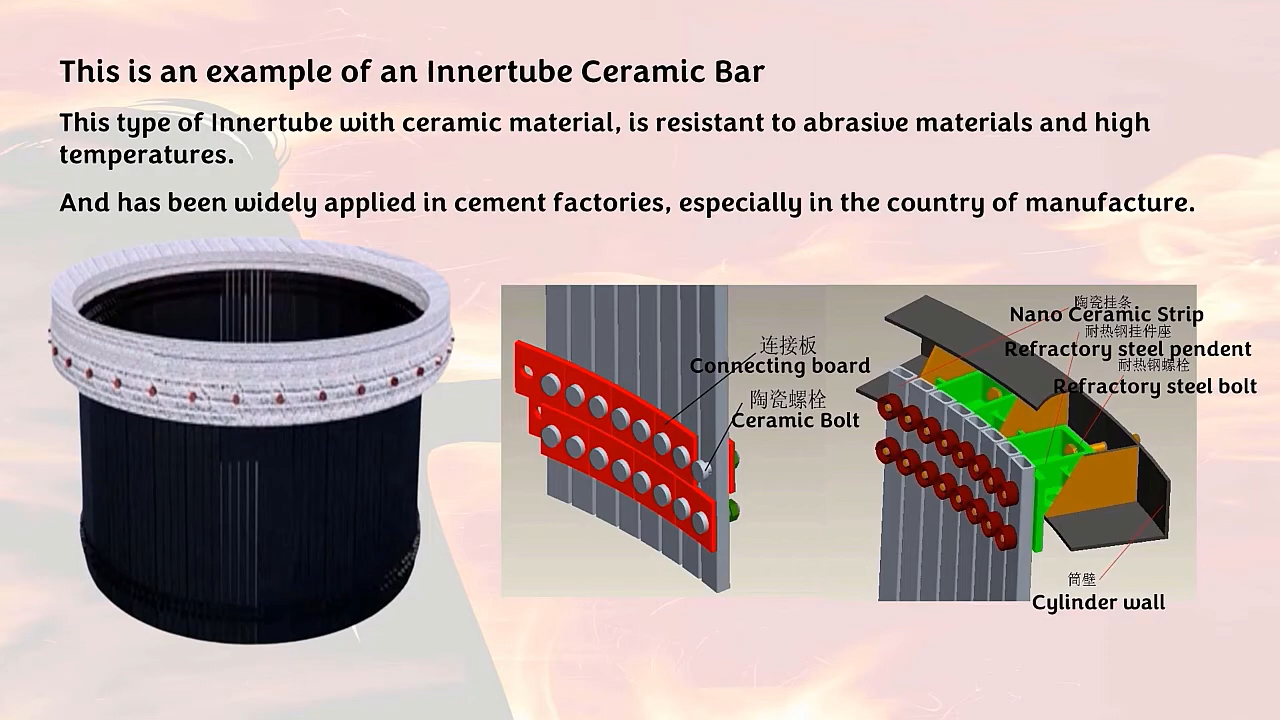 This is an example of an Innertube Ceramic Bar
This type of Innertube with ceramic material, is resistant to abrasive materials and high
temperatures.
And has been widely applied in cement factories, especially in the country of manufacture.
连接板
Connecting board
陶瓷螺栓
Ceramic Bolt
陶瓷挂条
Nano Ceramic Strip
耐热钢挂件座
Refractory steel pendent
耐热钢螺栓
Refractory steel bolt
筒壁
Cylinder wall